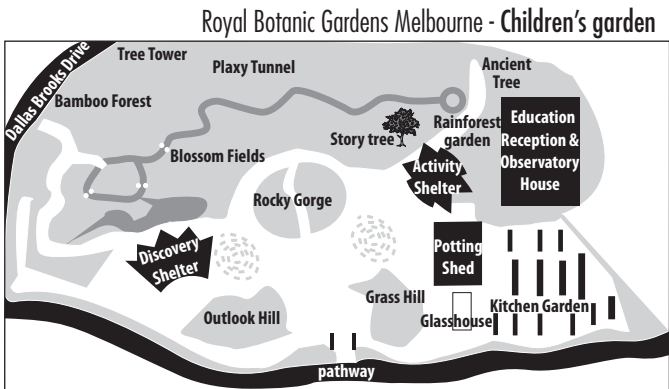 Royal Botanic Gardens Melbourne - Children's garden
Dallas Brooks Drive
Tree Tower
Plaxy Tunnel
Ancient
Tree
Bamboo Forest
Education
Reception &
Observatory
House
Rainforest
garden
Story tree
Blossom Fields
Activity
Shelter
Rocky Gorge
Discovery
Shelter
Potting
Shed
Grass Hill
Kitchen Garden
Outlook Hill
Glasshouse
pathway